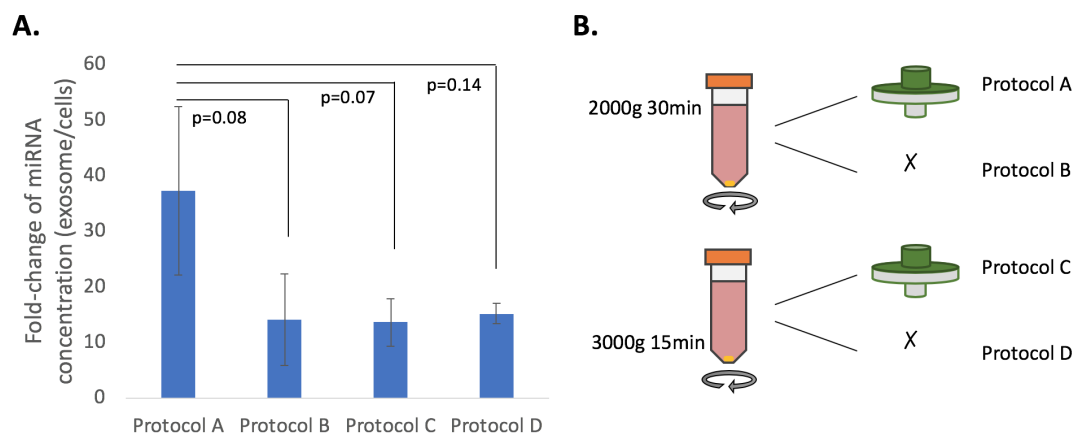 A.
Fold-change of miRNA
concentration (exosome/cells)
60
50
40
30
20
10
0
p=0.08
p=0.07
p=0.14
Protocol A
Protocol B
Protocol C
Protocol D
B.
2000g 30min
X
Protocol A
Protocol B
3000g 15min
X
Protocol C
Protocol D